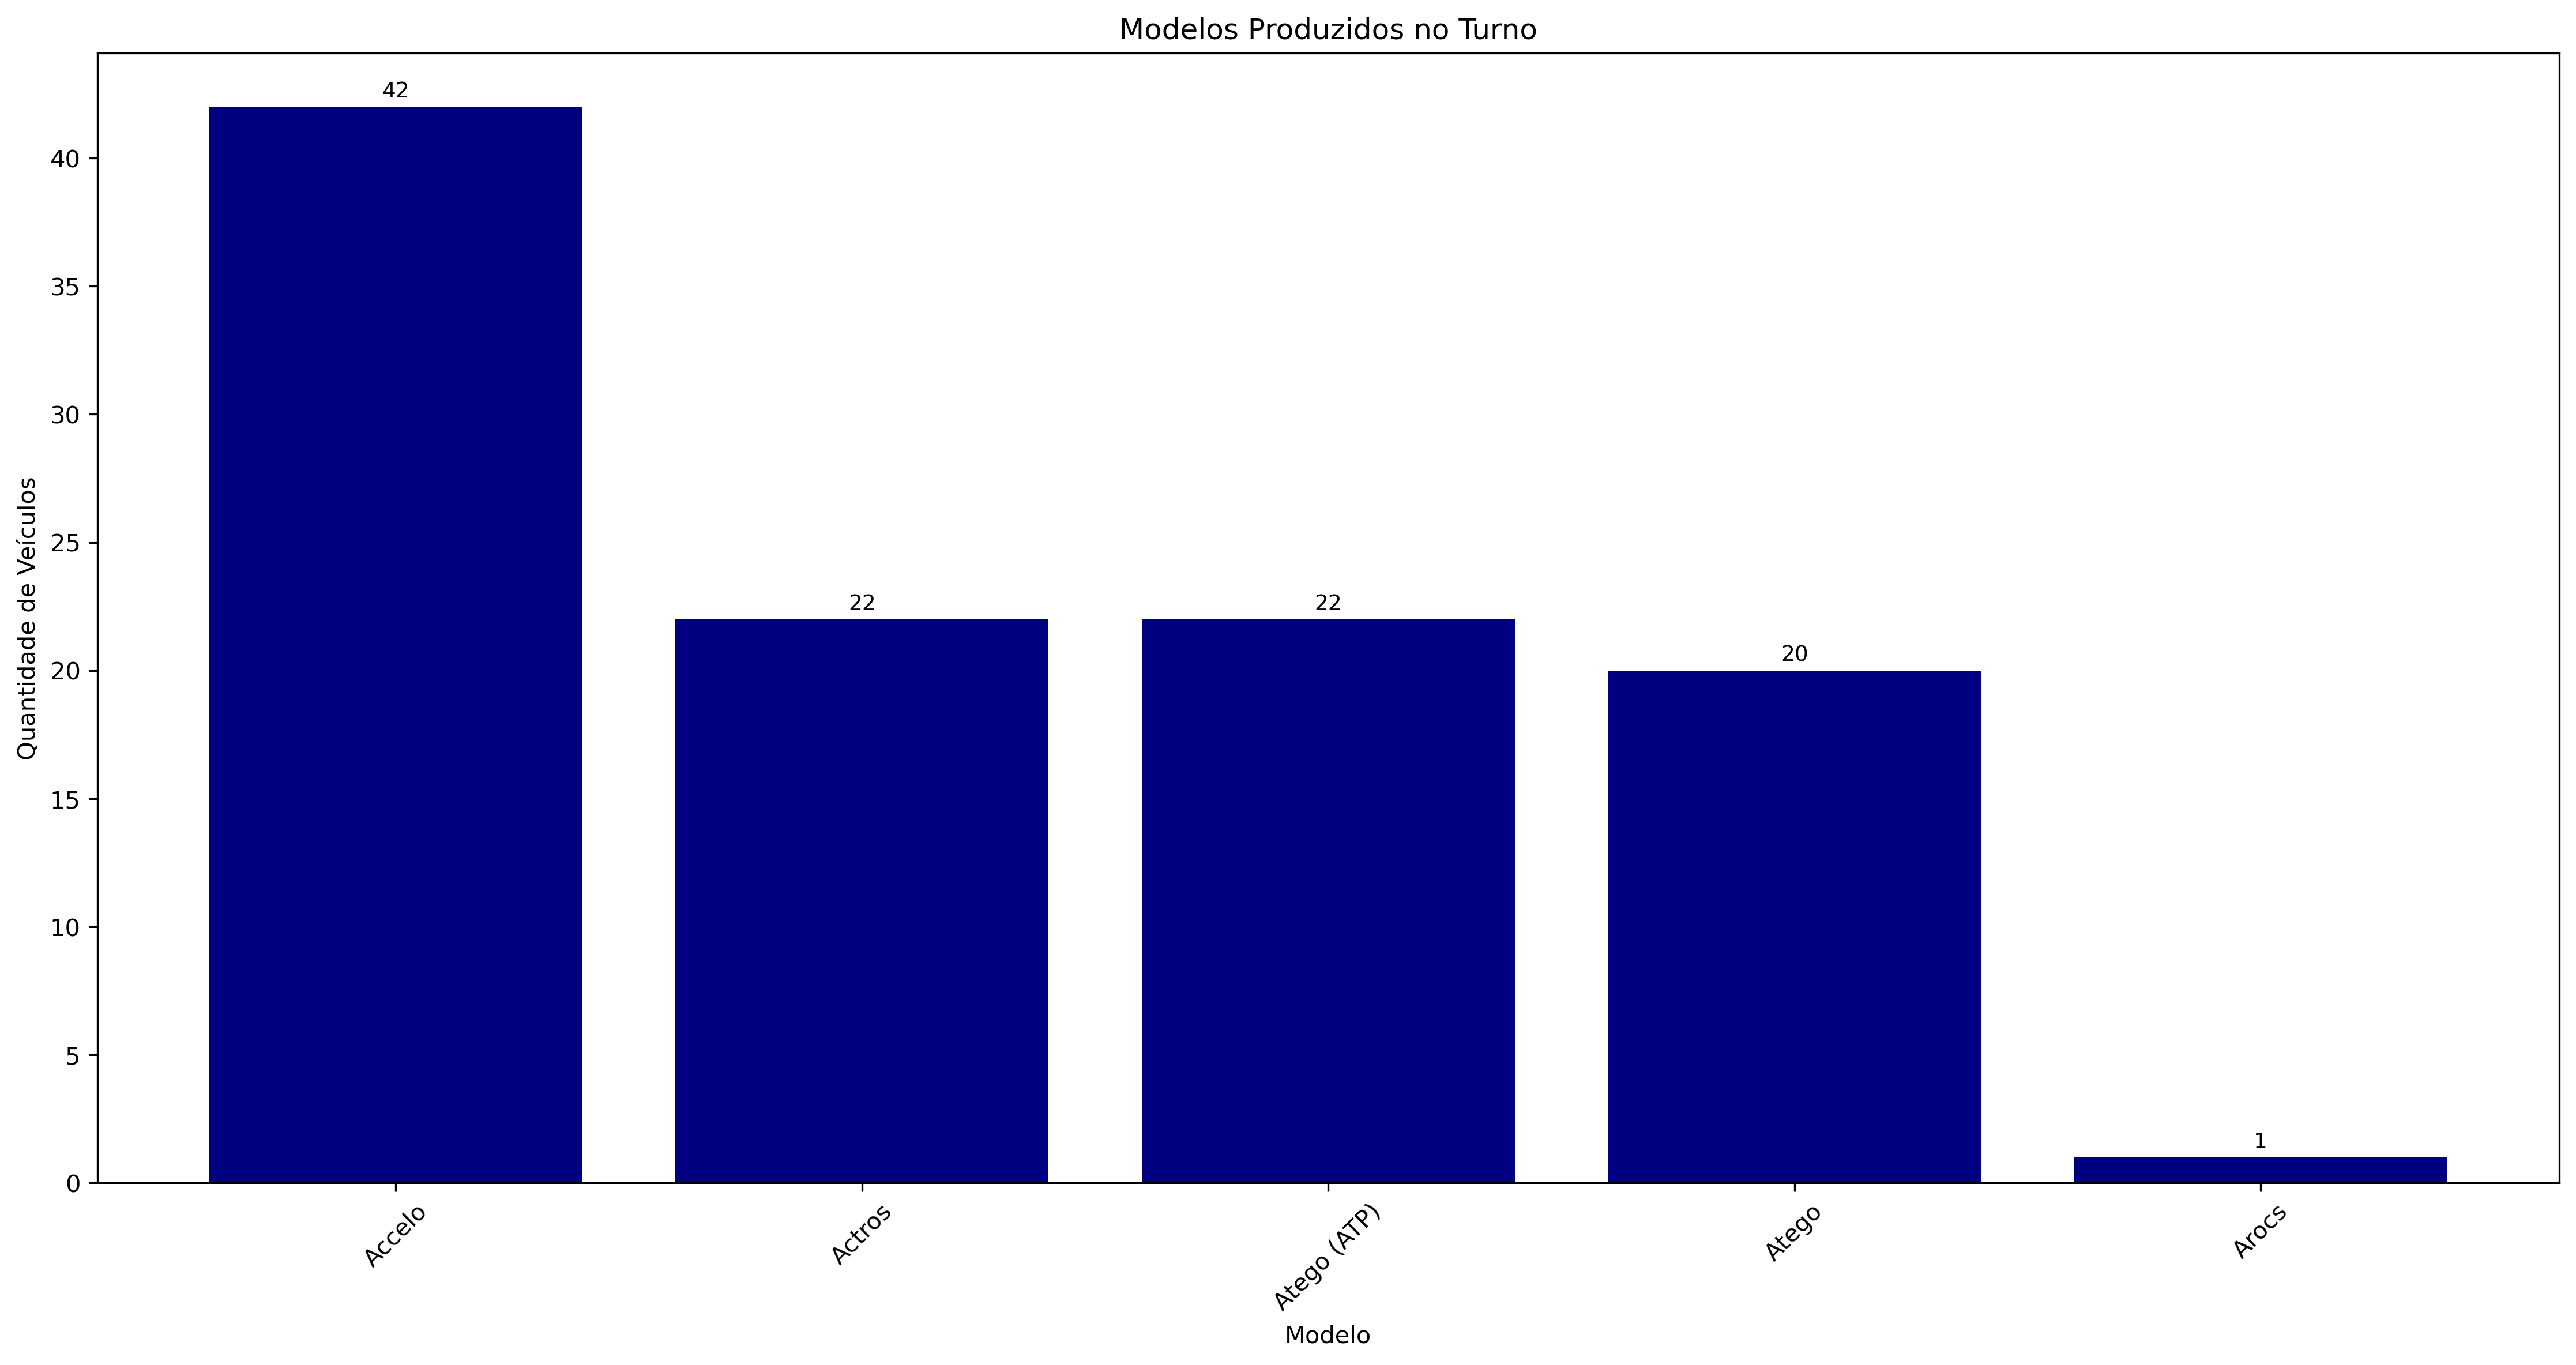 Modelos Produzidos no Turno
42
22
22
20
1
40
35
30
25
20
15
10
5
0
Quantidade de Veículos
Accelo
Actros
Atego (ATP)
Atego
Arocs
Modelo